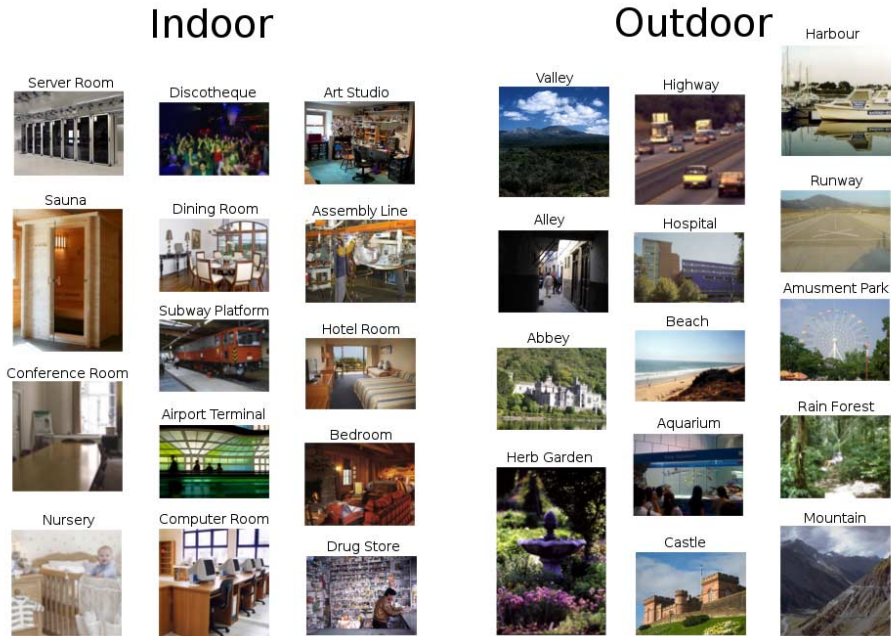 Indoor
Outdoor
Server Room
Discotheque
Art Studio
Sauna
Dining Room
Assembly Line
Subway Platform
Hotel Room
Conference Room
Airport Terminal
Bedroom
Nursery
Computer Room
Drug Store
Harbour
Valley
Highway
Runway
Alley
Hospital
Amusment Park
Abbey
Beach
Rain Forest
Herb Garden
Aquarium
Mountain
Castle